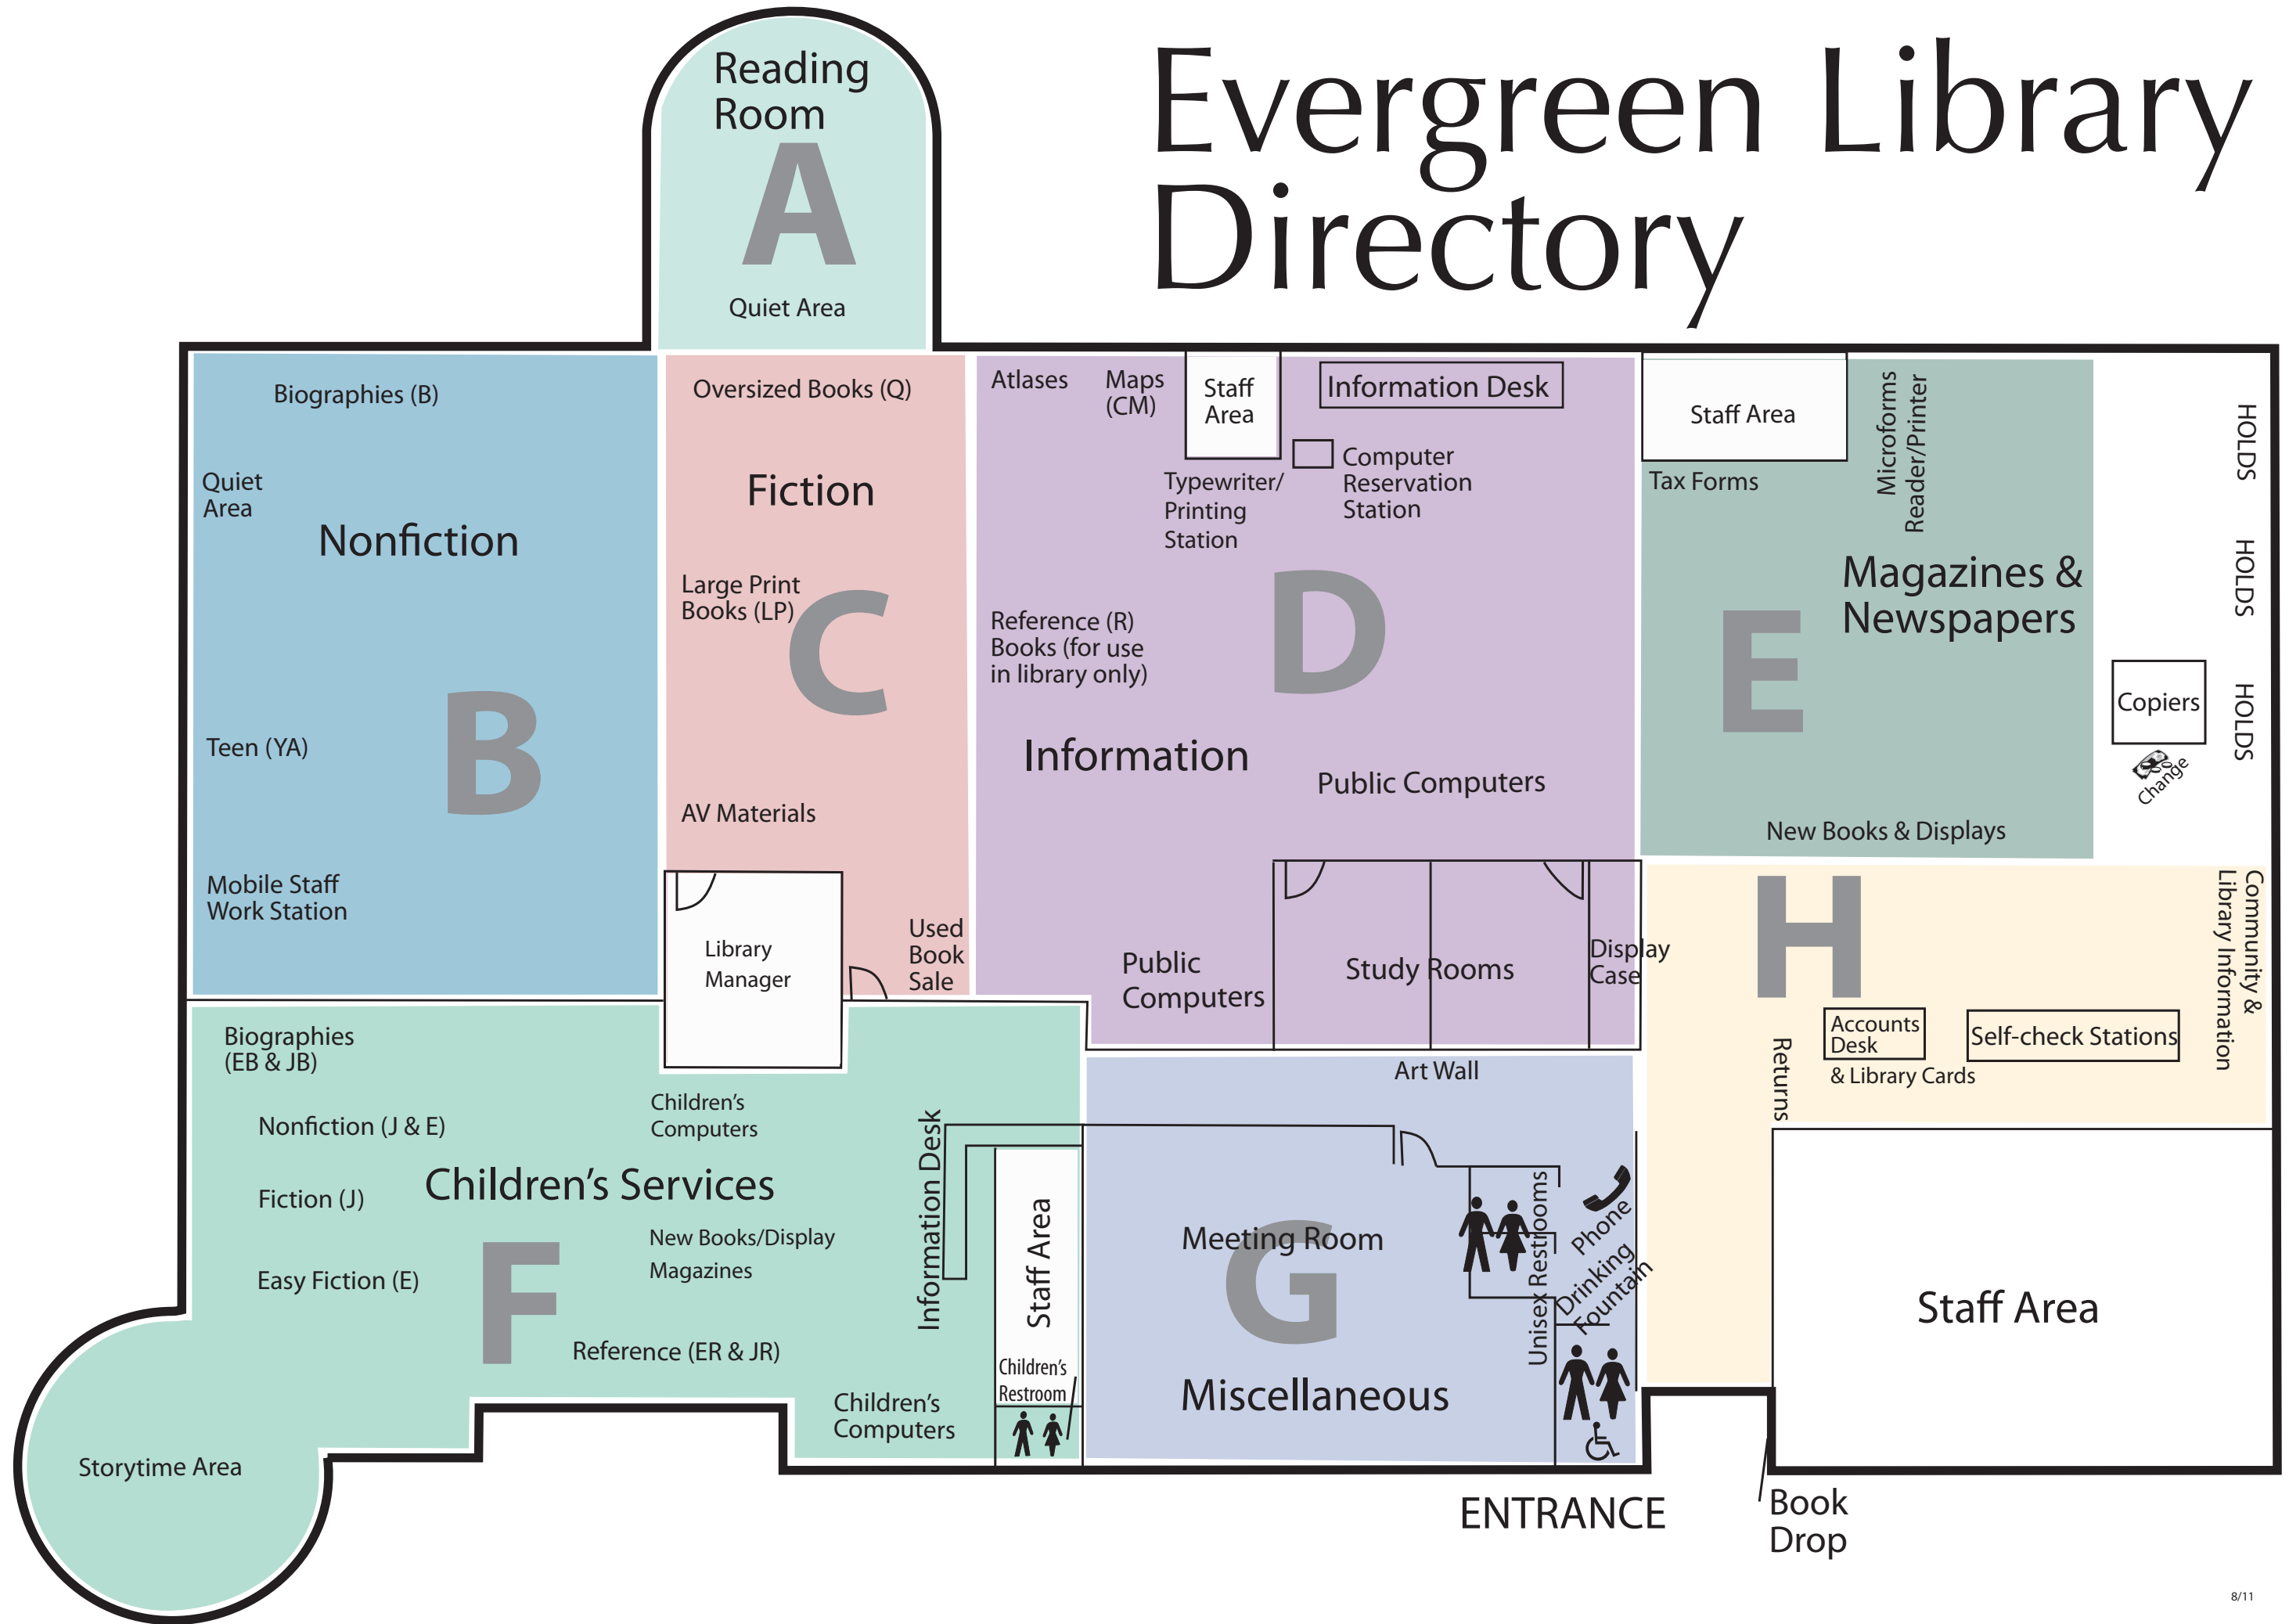 Evergreen Library
Directory
Reading
Room
A
Quiet Area
Biographies (B)
Quiet
Area
Nonfiction
B
Teen (YA)
Mobile Staff
Work Station
Oversized Books (Q)
Fiction
Large Print
Books (LP)
C
AV Materials
Library
Manager
Used
Book
Sale
Atlases
Maps
(CM)
Staff
Area
Information Desk
Computer
Reservation
Station
Typewriter/
Printing
Station
D
Reference (R)
Books (for use
in library only)
Information
Public Computers
Public
Computers
Study Rooms
Display
Case
Staff Area
Tax Forms
Microforms
Reader/Printer
Magazines &
Newspapers
E
New Books & Displays
HOLDS
HOLDS
HOLDS
Copiers
Change
H
Community &
Library Information
Accounts
Desk
& Library Cards
Self-check Stations
Returns
Staff Area
Biographies
(EB & JB)
Nonfiction (J & E)
Fiction (J)
Easy Fiction (E)
Children's
Computers
Children's Services
F
New Books/Display
Magazines
Reference (ER & JR)
Children's
Computers
Information Desk
Staff Area
Children's
Restroom
Storytime Area
Art Wall
Meeting Room
G
Miscellaneous
Unisex Restrooms
Phone
Drinking
Fountain
ENTRANCE
Book
Drop
8/11